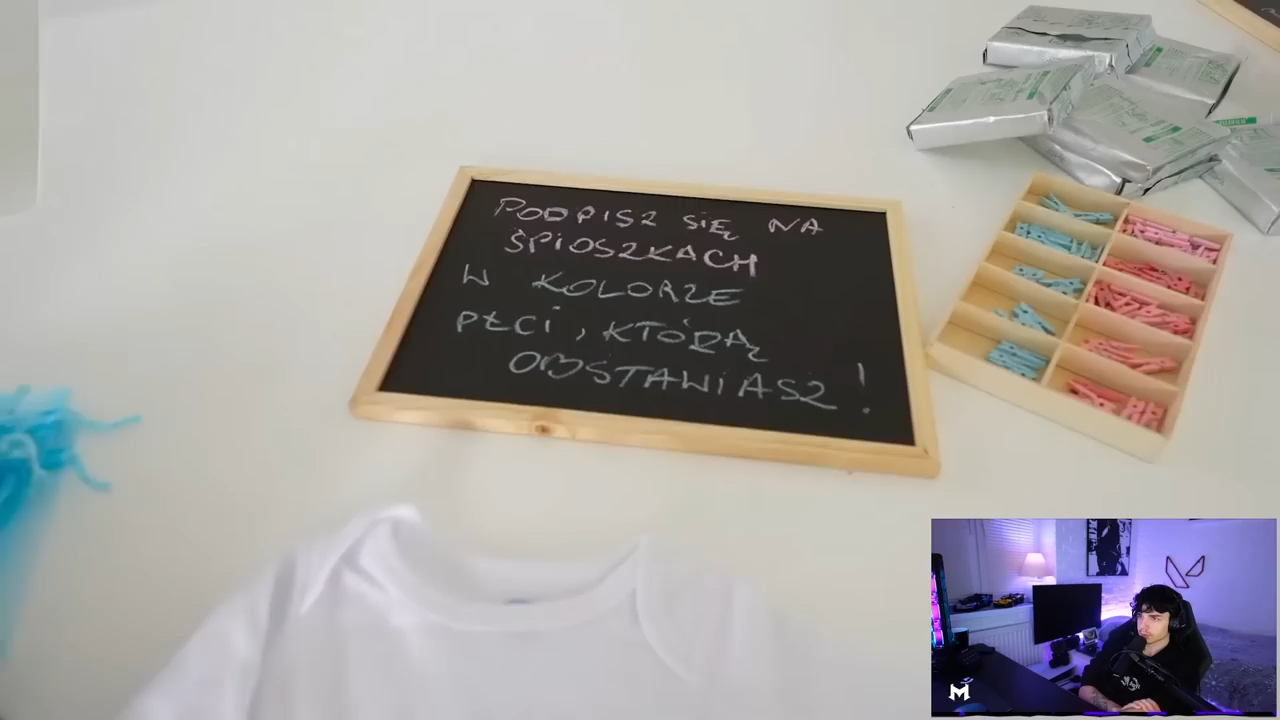 PODPISZ SIĘ NA
ŚPIOSZKACH
W KOLORZE
PŁCI, KTÓRĄ
OBSTAWIASZ!